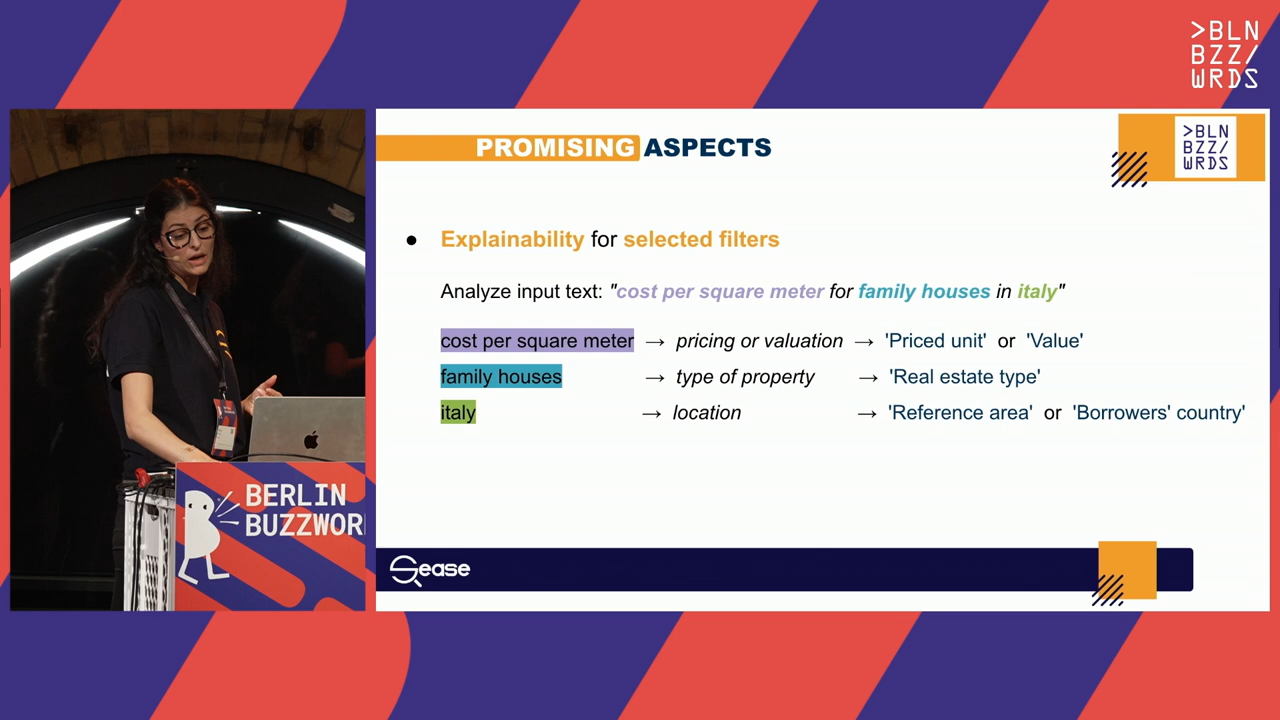 >BLN
BZZ/
WRDS
PROMISING ASPECTS
>BLN
BZZ/
WRDS
● Explainability for selected filters
Analyze input text: "cost per square meter for family houses in italy"
cost per square meter → pricing or valuation → 'Priced unit' or 'Value'
family houses → type of property → 'Real estate type'
italy → location → 'Reference area' or 'Borrowers' country'
BERLIN
BUZZWOR
Sease